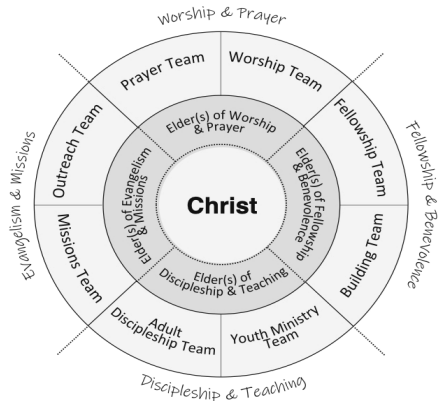 Worship & Prayer
Prayer Team
Worship Team
Elder(s) of Worship
& Prayer
Outreach Team
Fellowship Team
Evangelism & Missions
Elder(s) of Evangelism
& Missions
Christ
Elder(s) of Fellowship
& Benevolence
Fellowship & Benevolence
Missions Team
Building Team
Elder(s) of
Discipleship & Teaching
Adult
Discipleship Team
Youth Ministry
Team
Discipleship & Teaching